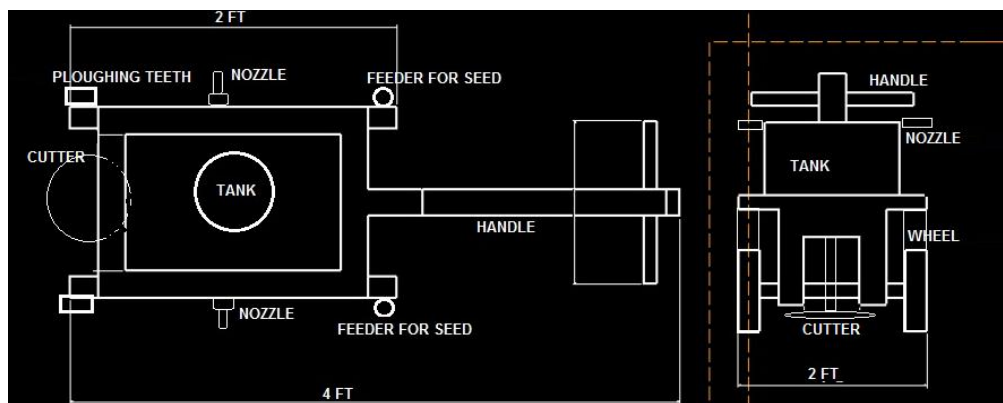 2 FT
PLOUGHING TEETH
NOZZLE
FEEDER FOR SEED
CUTTER
TANK
HANDLE
NOZZLE
FEEDER FOR SEED
4 FT
HANDLE
NOZZLE
TANK
WHEEL
CUTTER
2 FT